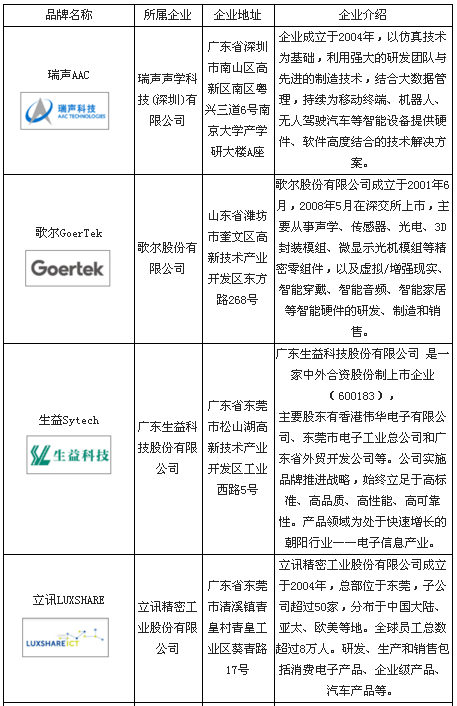 品牌名称
所属企业
企业地址
企业介绍
瑞声AAC
瑞声科技
AAC TECHNOLOGIES
瑞声声学科
技(深圳)有
限公司
广东省深圳
市南山区高
新区南区粤
兴三道6号南
京大学产学
研大楼A座
企业成立于2004年，以仿真技术
为基础，利用强大的研发团队与
先进的制造技术，结合大数据管
理，持续为移动终端、机器人、
无人驾驶汽车等智能设备提供硬
件、软件高度结合的技术解决方
案。
歌尔GoerTek
Goertek
歌尔股份有
限公司
山东省潍坊
市奎文区高
新技术产业
开发区东方
路268号
歌尔股份有限公司成立于2001年6
月，2008年5月在深交所上市，主
要从事声学、传感器、光电、3D
封装模组、微显示光机模组等精
密零组件，以及虚拟/增强现实、
智能穿戴、智能音频、智能家居
等智能硬件的研发、制造和销
售。
生益Sytech
生益科技
广东生益科
技股份有限
公司
广东省东莞
市松山湖高
新技术产业
开发区工业
西路5号
广东生益科技股份有限公司 是一
家中外合资股份制上市企业
（600183），
主要股东有香港伟华电子有限公
司、东莞市电子工业总公司和广
东省外贸开发公司等。公司实施
品牌推进战略，始终立足于高标
准、高品质、高性能、高可靠
性。产品领域为处于快速增长的
朝阳行业——电子信息产业。
立讯LUXSHARE
LUXSHARE ICT
立讯精密工
业股份有限
公司
广东省东莞
市清溪镇青
皇村青皇工
业区葵青路
17号
立讯精密工业股份有限公司成立
于2004年，总部位于东莞，子公
司超过50家，分布于中国大陆、
亚太、欧美等地。全球员工总数
超过8万人。研发、生产和销售包
括消费电子产品、企业级产品、
汽车产品等。